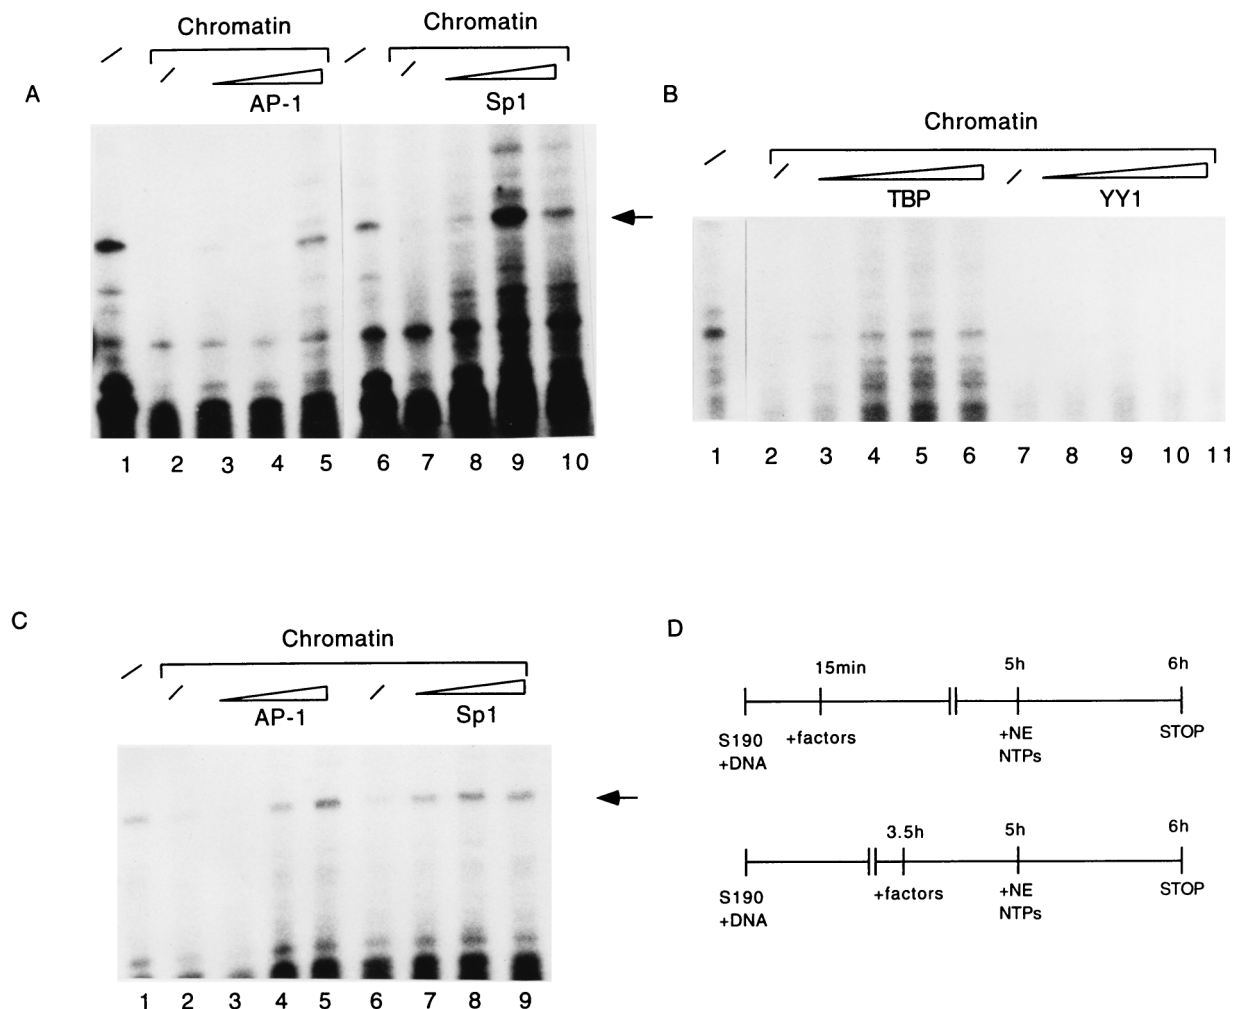 Chromatin
Chromatin
A
AP-1
Sp1
1 2 3 4 5 6 7 8 9 10
B
Chromatin
TBP
YY1
1 2 3 4 5 6 7 8 9 10 11
C
Chromatin
AP-1
Sp1
1 2 3 4 5 6 7 8 9
D
15min
5h
6h
S190
+DNA
+factors
+NE
NTPs
STOP
3.5h
5h
6h
S190
+DNA
+factors
+NE
NTPs
STOP